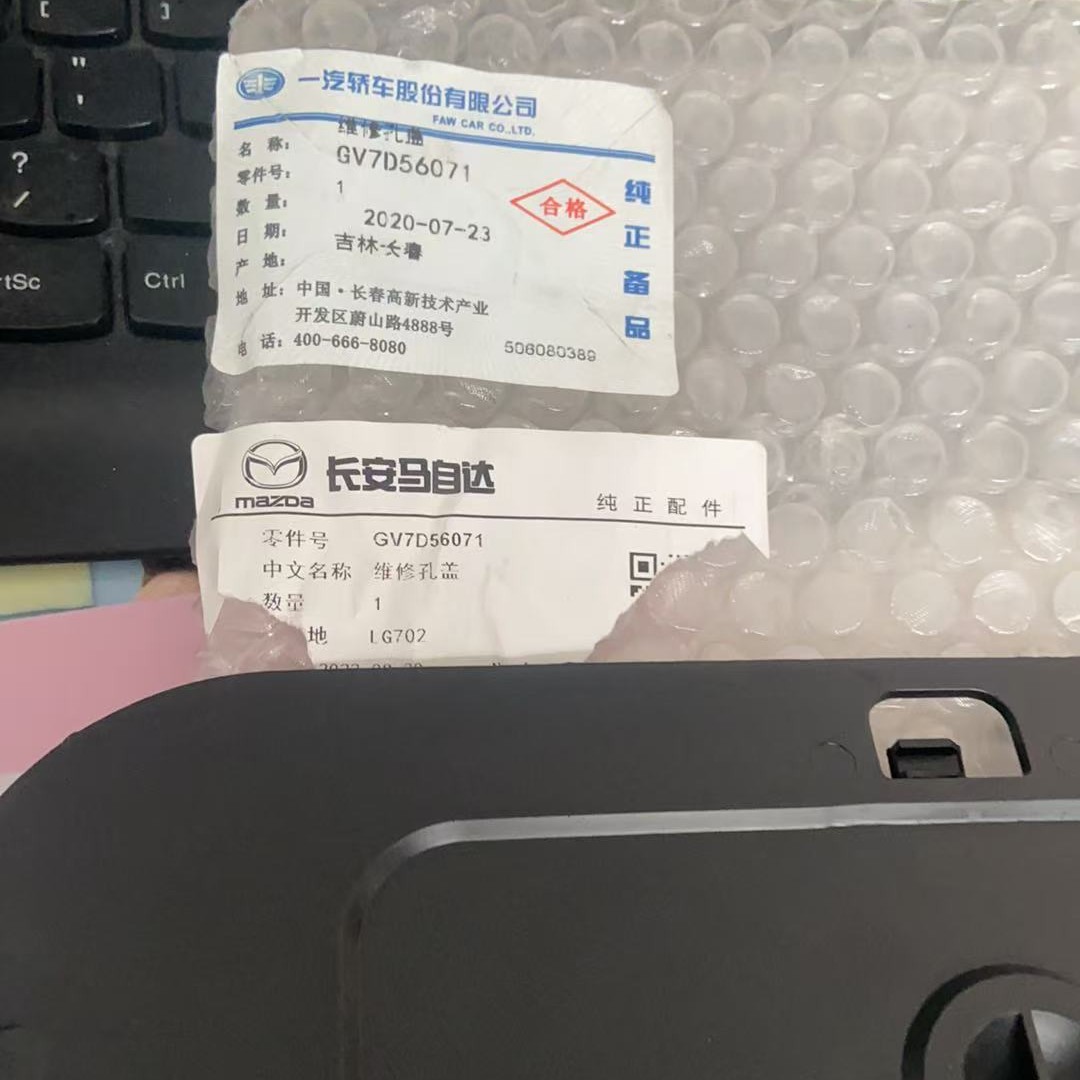 [
]
"
'
?
/
rtSc
Ctrl
一汽轿车股份有限公司
FAW CAR CO.,LTD.
名 称: 维修孔盖
零件号: GV7D56071
数 量: 1
日 期: 2020-07-23
产 地: 吉林长春
地 址: 中国·长春高新技术产业
开发区蔚山路4888号
电 话: 400-666-8080
506080389
合格
纯正备品
mazda 长安马自达
纯正配件
零件号 GV7D56071
中文名称 维修孔盖
数量 1
地 LG702